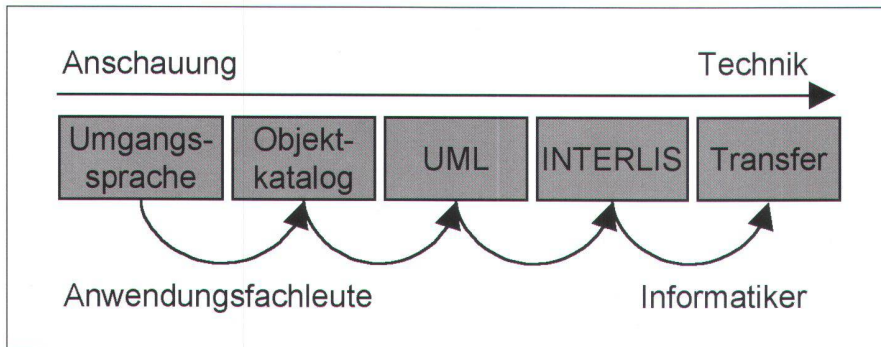 Anschauung Technik
Umgangs-
sprache
Objekt-
katalog
UML
INTERLIS
Transfer
Anwendungsfachleute Informatiker